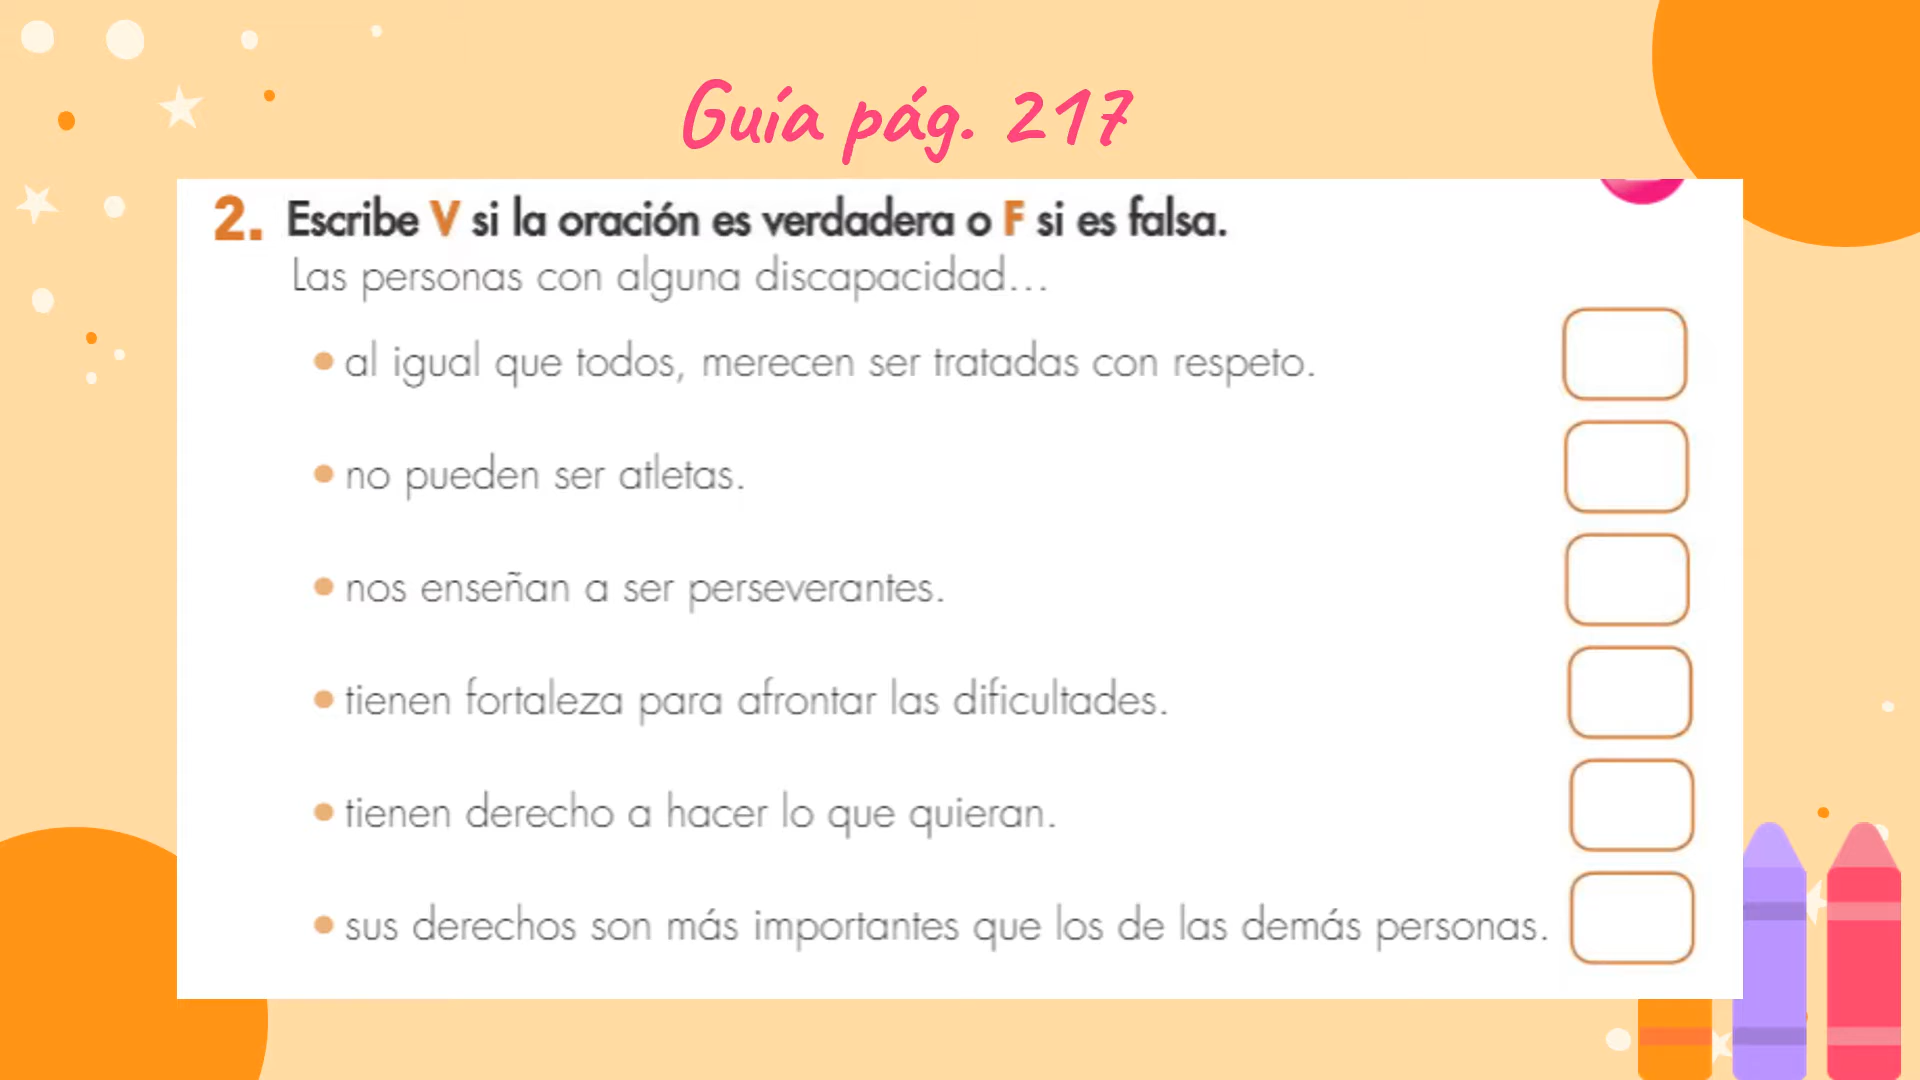 Guía pág. 217
2. Escribe V si la oración es verdadera o F si es falsa.
Las personas con alguna discapacidad...
• al igual que todos, merecen ser tratadas con respeto.
• no pueden ser atletas.
• nos enseñan a ser perseverantes.
• tienen fortaleza para afrontar las dificultades.
• tienen derecho a hacer lo que quieran.
• sus derechos son más importantes que los de las demás personas.